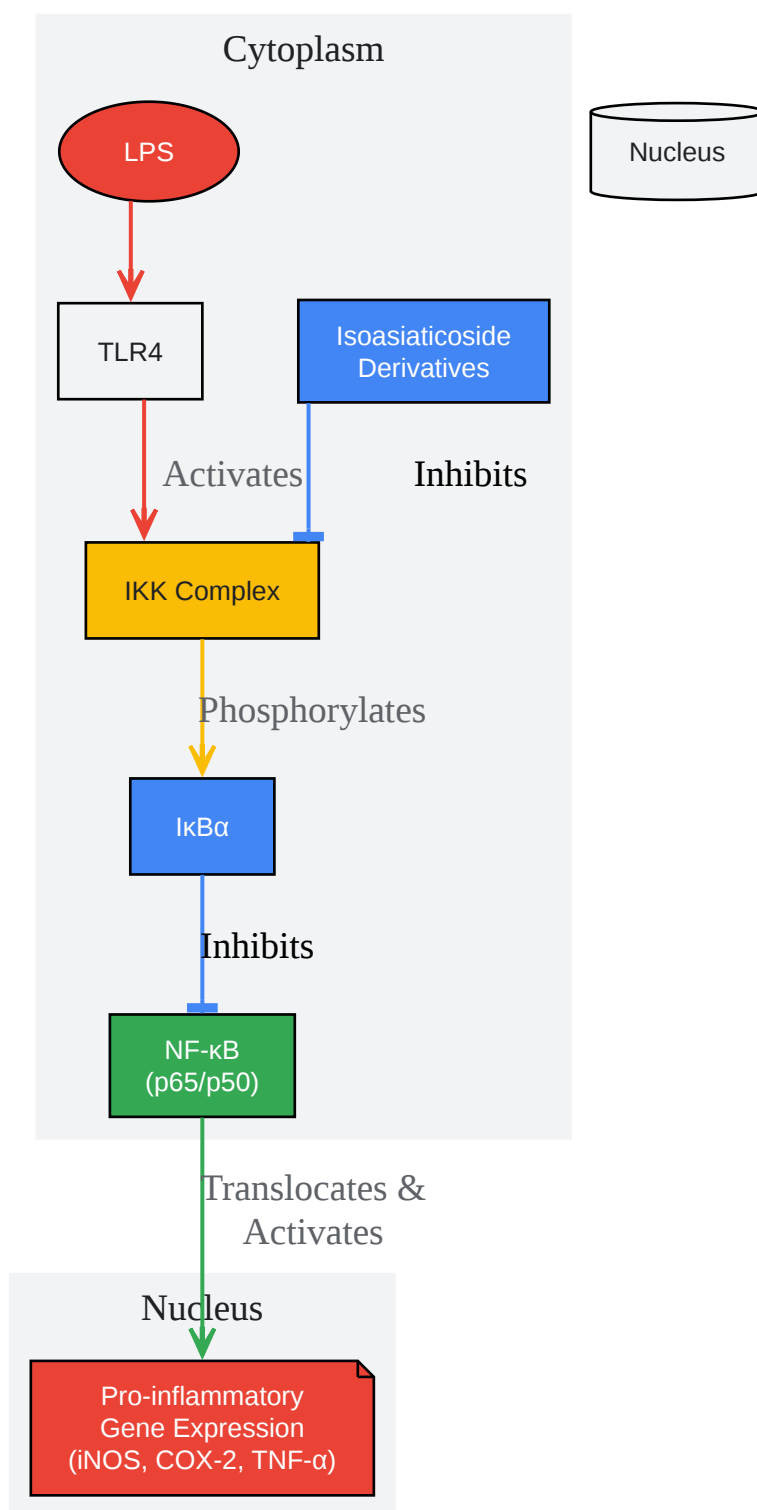 Cytoplasm
LPS
Nucleus
TLR4
Isoasiaticoside
Derivatives
Activates
Inhibits
IKK Complex
Phosphorylates
IκBα
Inhibits
NF-κB
(p65/p50)
Translocates &
Activates
Nucleus
Pro-inflammatory
Gene Expression
(iNOS, COX-2, TNF-α)